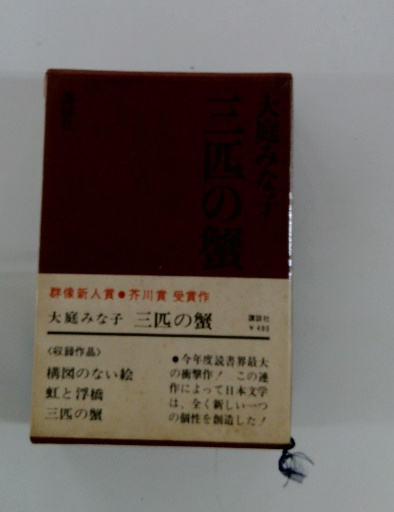 大庭みな子
三匹の蟹
講談社
群像新人賞●芥川賞 受賞作
大庭みな子 三匹の蟹
講談社
￥480
〈収録作品〉
構図のない絵
虹と浮橋
三匹の蟹
●今年度読書界最大
の衝撃作！ この連
作によって日本文学
は、全く新しい一つ
の個性を創造した！